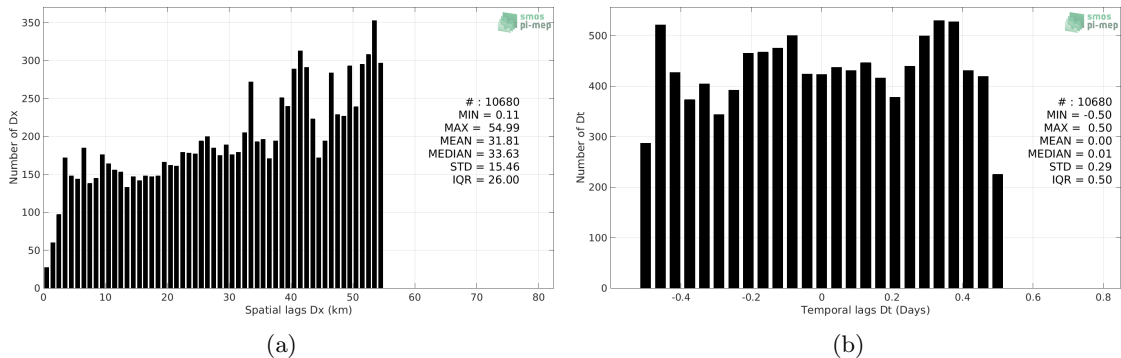 350
300
250
200
150
100
50
0
Number of Dx
0 10 20 30 40 50 60 70 80
Spatial lags Dx (km)
smos
pi-mep
# : 10680
MIN = 0.11
MAX = 54.99
MEAN = 31.81
MEDIAN = 33.63
STD = 15.46
IQR = 26.00
(a)
500
400
300
200
100
0
Number of Dt
-0.4 -0.2 0 0.2 0.4 0.6 0.8
Temporal lags Dt (Days)
smos
pi-mep
# : 10680
MIN = -0.50
MAX = 0.50
MEAN = 0.00
MEDIAN = 0.01
STD = 0.29
IQR = 0.50
(b)